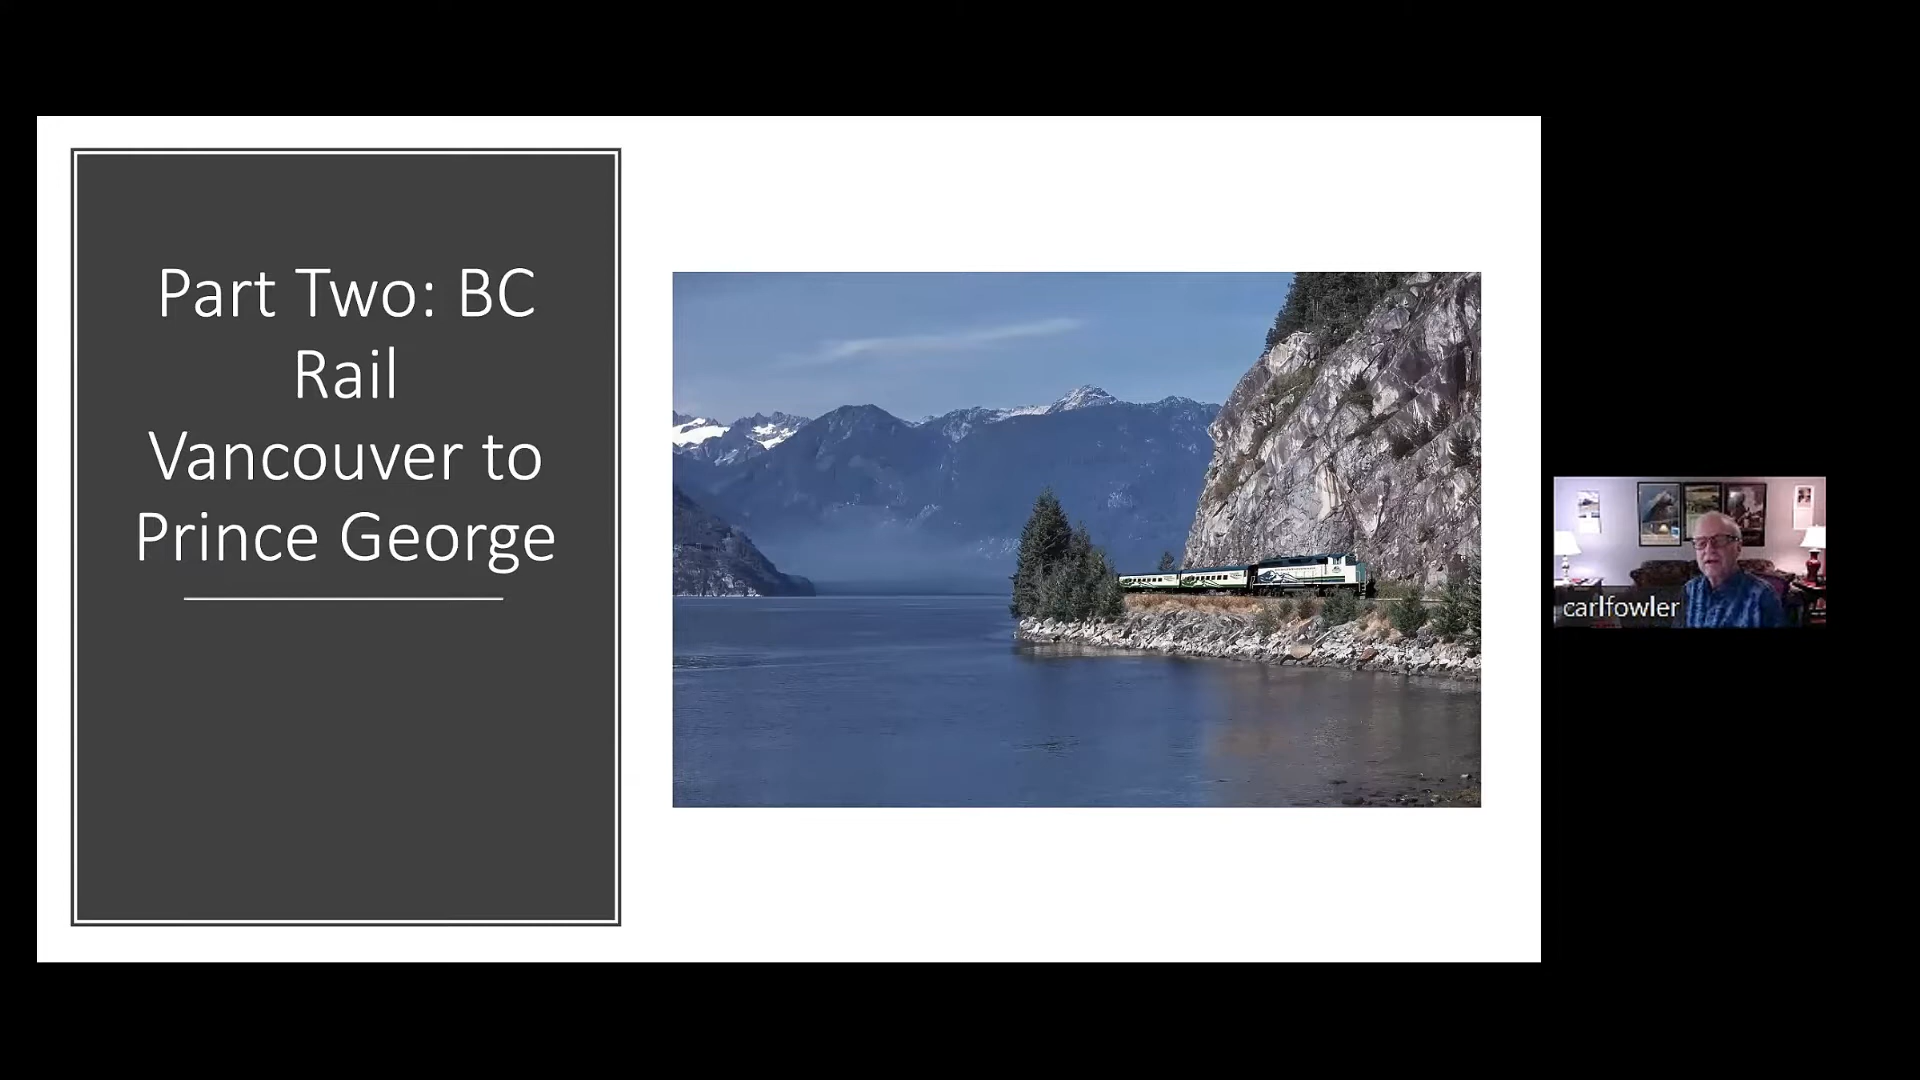 Part Two: BC
Rail
Vancouver to
Prince George
carlfowler